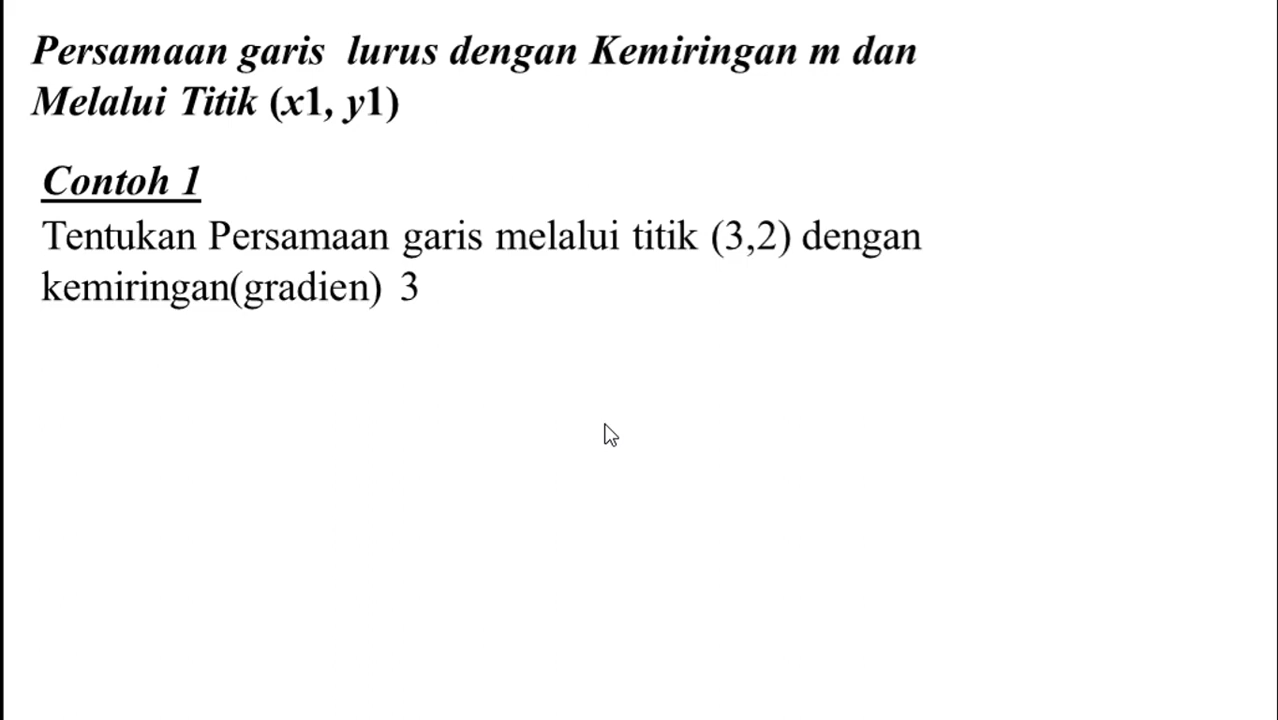 Persamaan garis lurus dengan Kemiringan m dan
Melalui Titik (x1, y1)
Contoh 1
Tentukan Persamaan garis melalui titik (3,2) dengan
kemiringan(gradien) 3